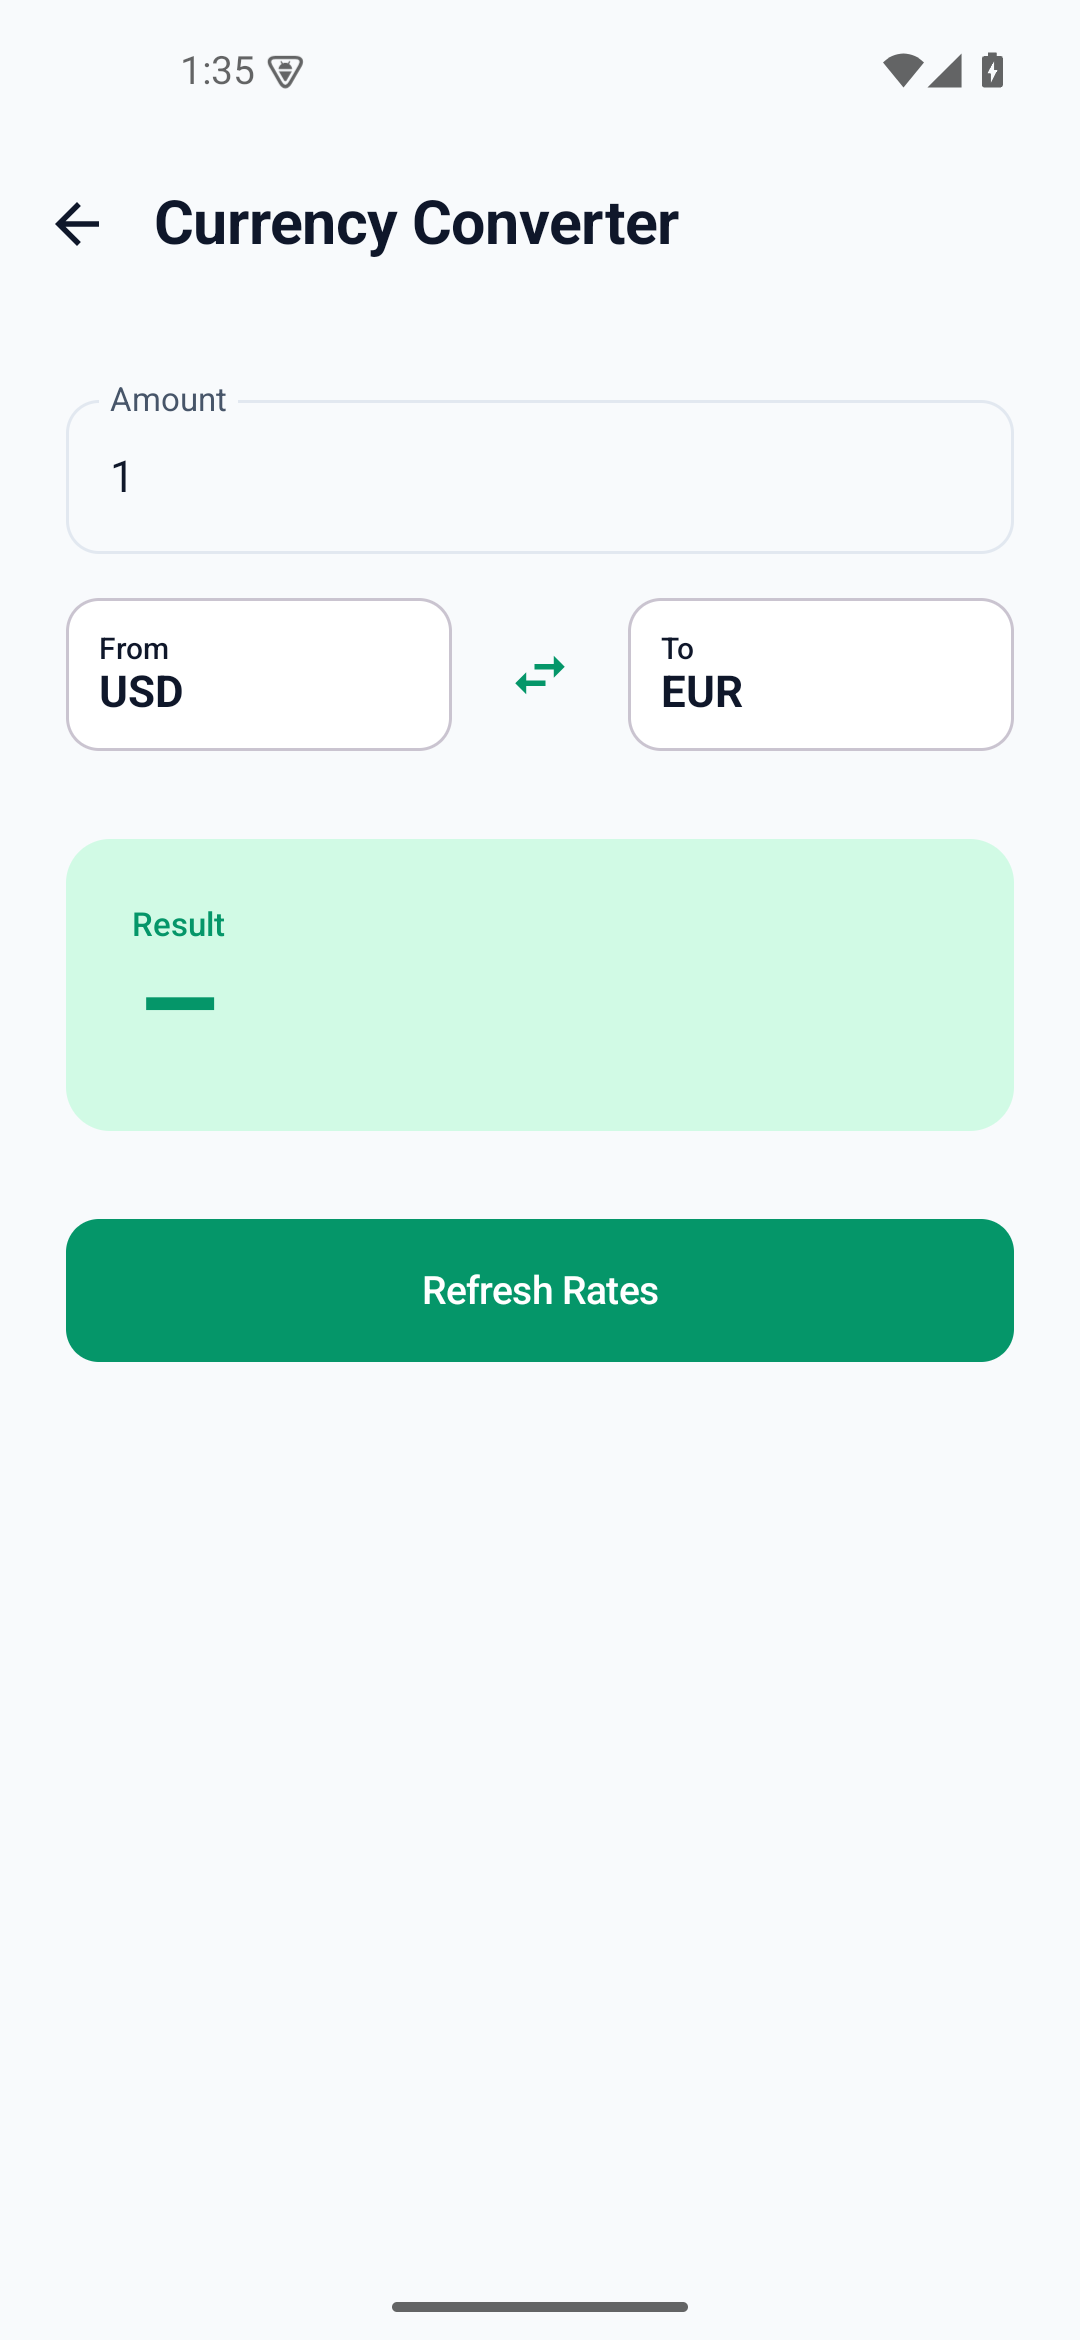 1:35
Currency Converter
Amount
1
From
USD
To
EUR
Result
—
Refresh Rates